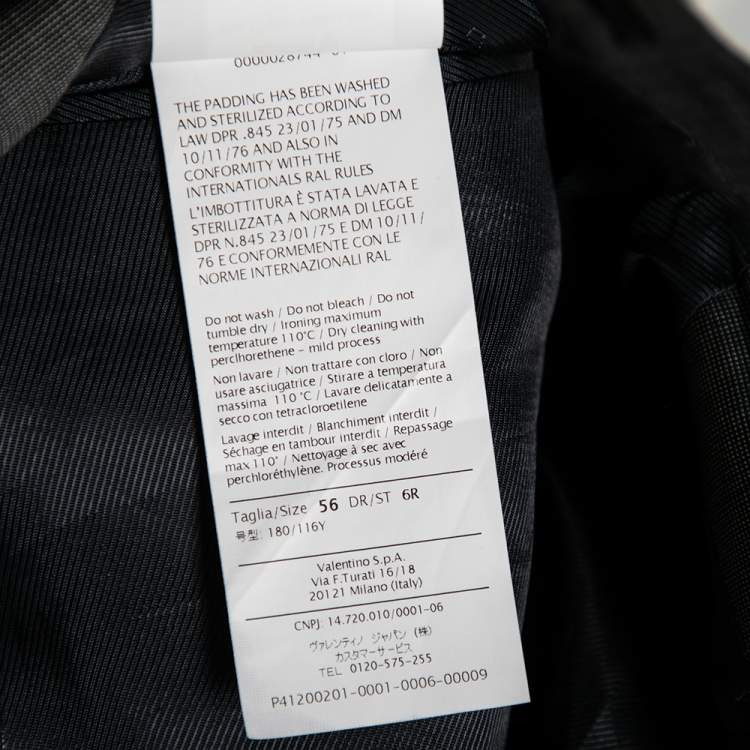 THE PADDING HAS BEEN WASHED
AND STERILIZED ACCORDING TO
LAW DPR .845 23/01/75 AND DM
10/11/76 AND ALSO IN
CONFORMITY WITH THE
INTERNATIONALS RAL RULES
L'IMBOTTITURA È STATA LAVATA E
STERILIZZATA A NORMA DI LEGGE
DPR N.845 23/01/75 E DM 10/11/
76 E CONFORMEMENTE CON LE
NORME INTERNAZIONALI RAL
Do not wash / Do not bleach / Do not
tumble dry / Ironing maximum
temperature 110°C / Dry cleaning with
perclhorethene – mild process
Non lavare / Non trattare con cloro / Non
usare asciugatrice / Stirare a temperatura
massima 110 °C / Lavare delicatamente a
secco con tetracloroetilene
Lavage interdit / Blanchiment interdit /
Séchage en tambour interdit / Repassage
max 110° / Nettoyage à sec avec
perchloréthylène. Processus modéré
Taglia/Size 56 DR/ST 6R
号型: 180/116Y
Valentino S.p.A.
Via F.Turati 16/18
20121 Milano (Italy)
CNPJ: 14.720.010/0001-06
ヴァレンティノ ジャパン (株)
カスタマーサービス
TEL 0120-575-255
P41200201-0001-0006-00009